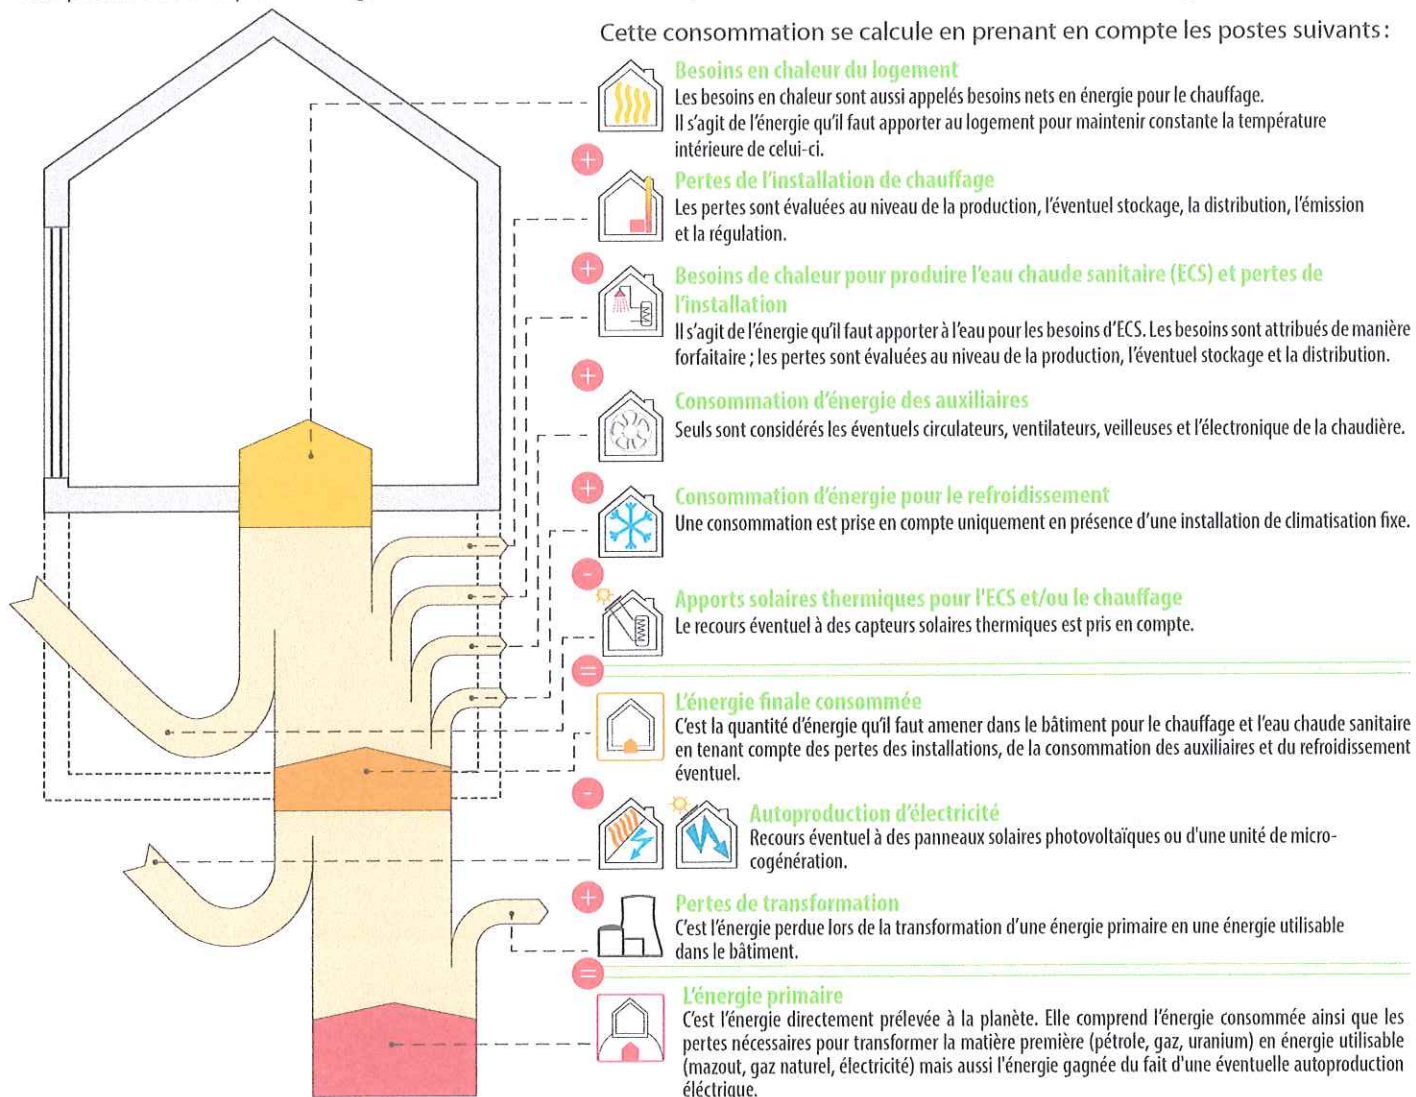 Cette consommation se calcule en prenant en compte les postes suivants :
Besoins en chaleur du logement
Les besoins en chaleur sont aussi appelés besoins nets en énergie pour le chauffage.
Il s'agit de l'énergie qu'il faut apporter au logement pour maintenir constante la température
intérieure de celui-ci.
+
Pertes de l'installation de chauffage
Les pertes sont évaluées au niveau de la production, l'éventuel stockage, la distribution, l'émission
et la régulation.
+
Besoins de chaleur pour produire l'eau chaude sanitaire (ECS) et pertes de
l'installation
Il s'agit de l'énergie qu'il faut apporter à l'eau pour les besoins d'ECS. Les besoins sont attribués de manière
forfaitaire ; les pertes sont évaluées au niveau de la production, l'éventuel stockage et la distribution.
+
Consommation d'énergie des auxiliaires
Seuls sont considérés les éventuels circulateurs, ventilateurs, veilleuses et l'électronique de la chaudière.
+
Consommation d'énergie pour le refroidissement
Une consommation est prise en compte uniquement en présence d'une installation de climatisation fixe.
-
Apports solaires thermiques pour l'ECS et/ou le chauffage
Le recours éventuel à des capteurs solaires thermiques est pris en compte.
=
L'énergie finale consommée
C'est la quantité d'énergie qu'il faut amener dans le bâtiment pour le chauffage et l'eau chaude sanitaire
en tenant compte des pertes des installations, de la consommation des auxiliaires et du refroidissement
éventuel.
-
Autoproduction d'électricité
Recours éventuel à des panneaux solaires photovoltaïques ou d'une unité de micro-
cogénération.
+
Pertes de transformation
C'est l'énergie perdue lors de la transformation d'une énergie primaire en une énergie utilisable
dans le bâtiment.
=
L'énergie primaire
C'est l'énergie directement prélevée à la planète. Elle comprend l'énergie consommée ainsi que les
pertes nécessaires pour transformer la matière première (pétrole, gaz, uranium) en énergie utilisable
(mazout, gaz naturel, électricité) mais aussi l'énergie gagnée du fait d'une éventuelle autoproduction
éléctrique.